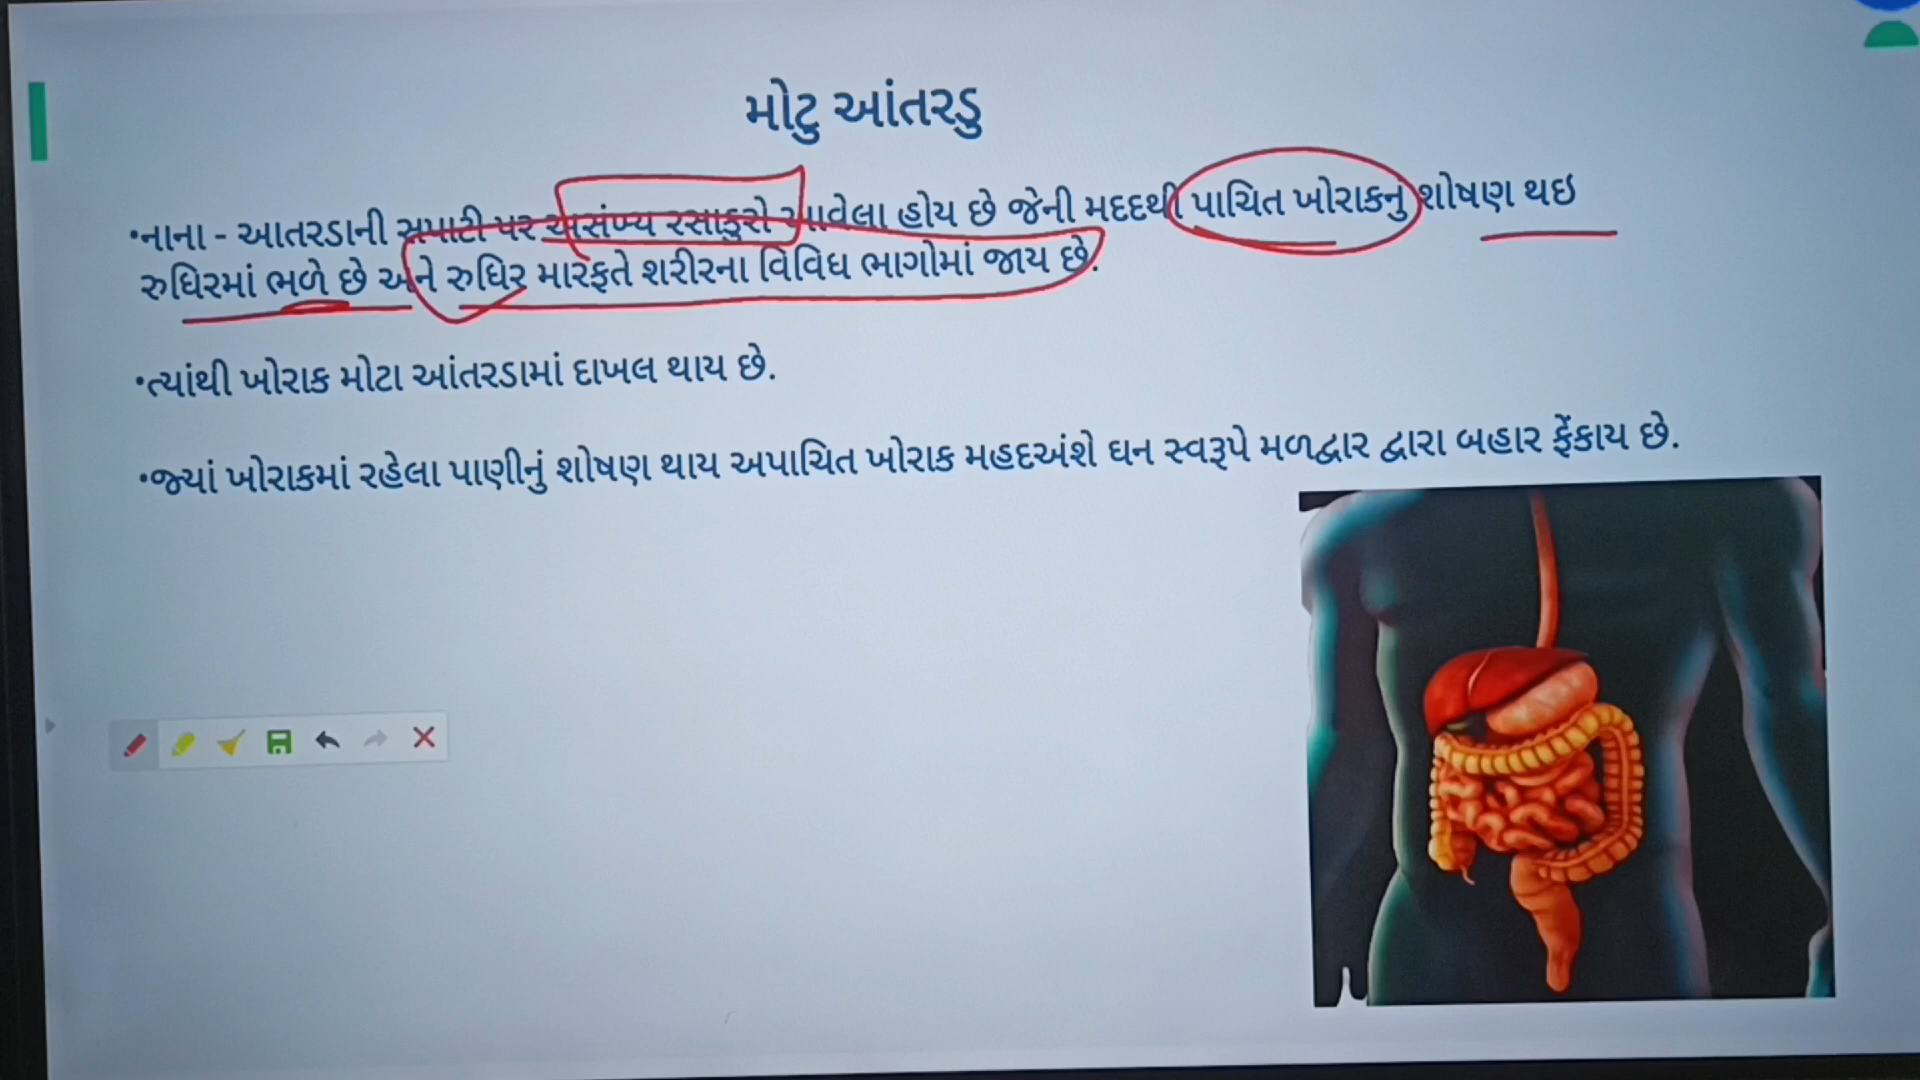 મોટુ આંતરડુ
•નાના - આતરડાની સપાટી પર અસંખ્ય રસાકુરો આવેલા હોય છે જેની મદદથી પાચિત ખોરાકનુ શોષણ થઇ
રુધિરમાં ભળે છે અને રુધિર મારફતે શરીરના વિવિધ ભાગોમાં જાય છે.
•ત્યાંથી ખોરાક મોટા આંતરડામાં દાખલ થાય છે.
•જ્યાં ખોરાકમાં રહેલા પાણીનું શોષણ થાય અપાચિત ખોરાક મહદઅંશે ઘન સ્વરૂપે મળદ્વાર દ્વારા બહાર ફેંકાય છે.